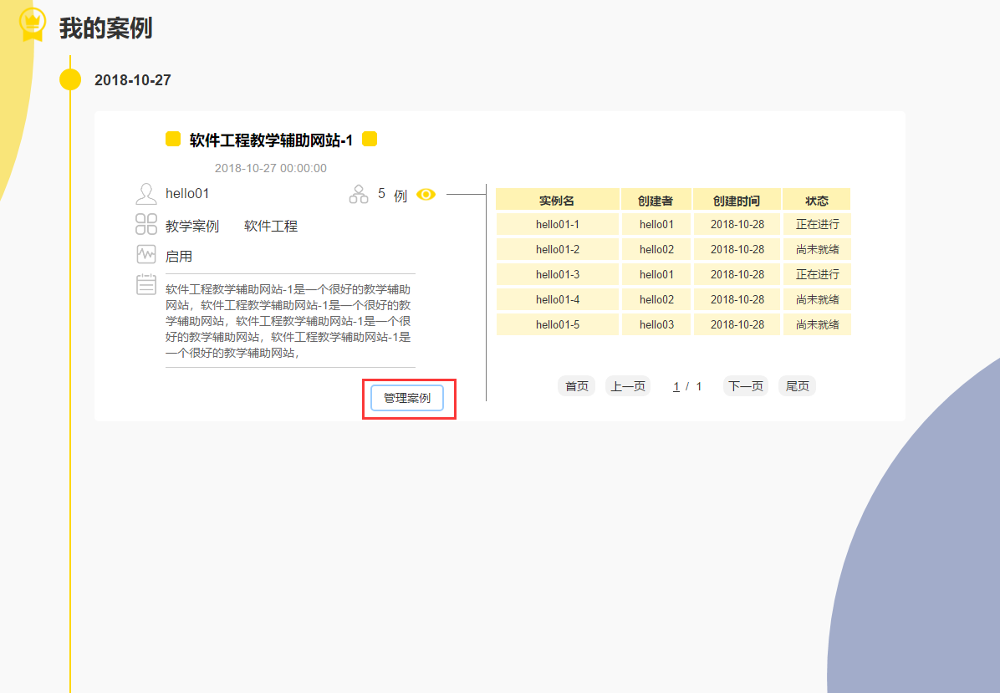 我的案例
2018-10-27
软件工程教学辅助网站-1
2018-10-27 00:00:00
hello01 5 例
教学案例 软件工程
启用
软件工程教学辅助网站-1是一个很好的教学辅助
网站，软件工程教学辅助网站-1是一个很好的教
学辅助网站，软件工程教学辅助网站-1是一个很
好的教学辅助网站，软件工程教学辅助网站-1是
一个很好的教学辅助网站，
管理案例
实例名 创建者 创建时间 状态
hello01-1 hello01 2018-10-28 正在进行
hello01-2 hello02 2018-10-28 尚未就绪
hello01-3 hello01 2018-10-28 正在进行
hello01-4 hello02 2018-10-28 尚未就绪
hello01-5 hello03 2018-10-28 尚未就绪
首页 上一页 1 / 1 下一页 尾页